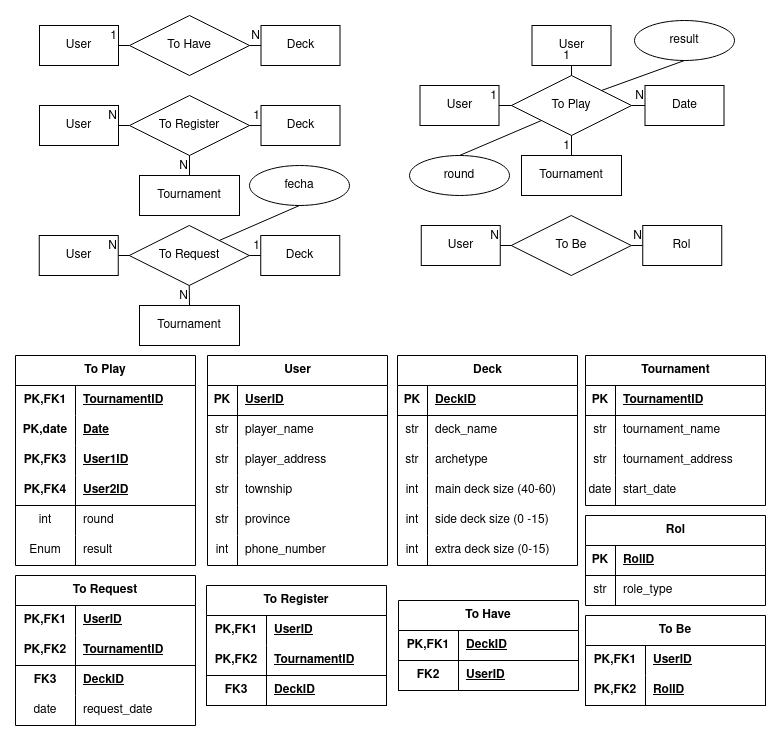 User
1
To Have
N
Deck
User
N
To Register
1
Deck
N
Tournament
fecha
User
N
To Request
1
Deck
N
Tournament
User
1
result
User
1
To Play
N
Date
1
round
Tournament
User
N
To Be
N
Rol
To Play
PK,FK1 TournamentID
PK,date Date
PK,FK3 User1ID
PK,FK4 User2ID
int round
Enum result
User
PK UserID
str player_name
str player_address
str township
str province
int phone_number
Deck
PK DeckID
str deck_name
str archetype
int main deck size (40-60)
int side deck size (0 -15)
int extra deck size (0-15)
Tournament
PK TournamentID
str tournament_name
str tournament_address
date start_date
Rol
PK RolID
str role_type
To Request
PK,FK1 UserID
PK,FK2 TournamentID
FK3 DeckID
date request_date
To Register
PK,FK1 UserID
PK,FK2 TournamentID
FK3 DeckID
To Have
PK,FK1 DeckID
FK2 UserID
To Be
PK,FK1 UserID
PK,FK2 RolID